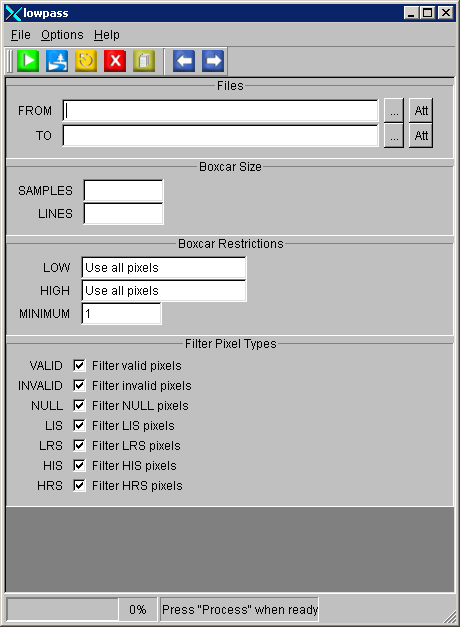 lowpass
File Options Help
Files
FROM ... Att
TO ... Att
Boxcar Size
SAMPLES
LINES
Boxcar Restrictions
LOW Use all pixels
HIGH Use all pixels
MINIMUM 1
Filter Pixel Types
VALID Filter valid pixels
INVALID Filter invalid pixels
NULL Filter NULL pixels
LIS Filter LIS pixels
LRS Filter LRS pixels
HIS Filter HIS pixels
HRS Filter HRS pixels
0% Press "Process" when ready